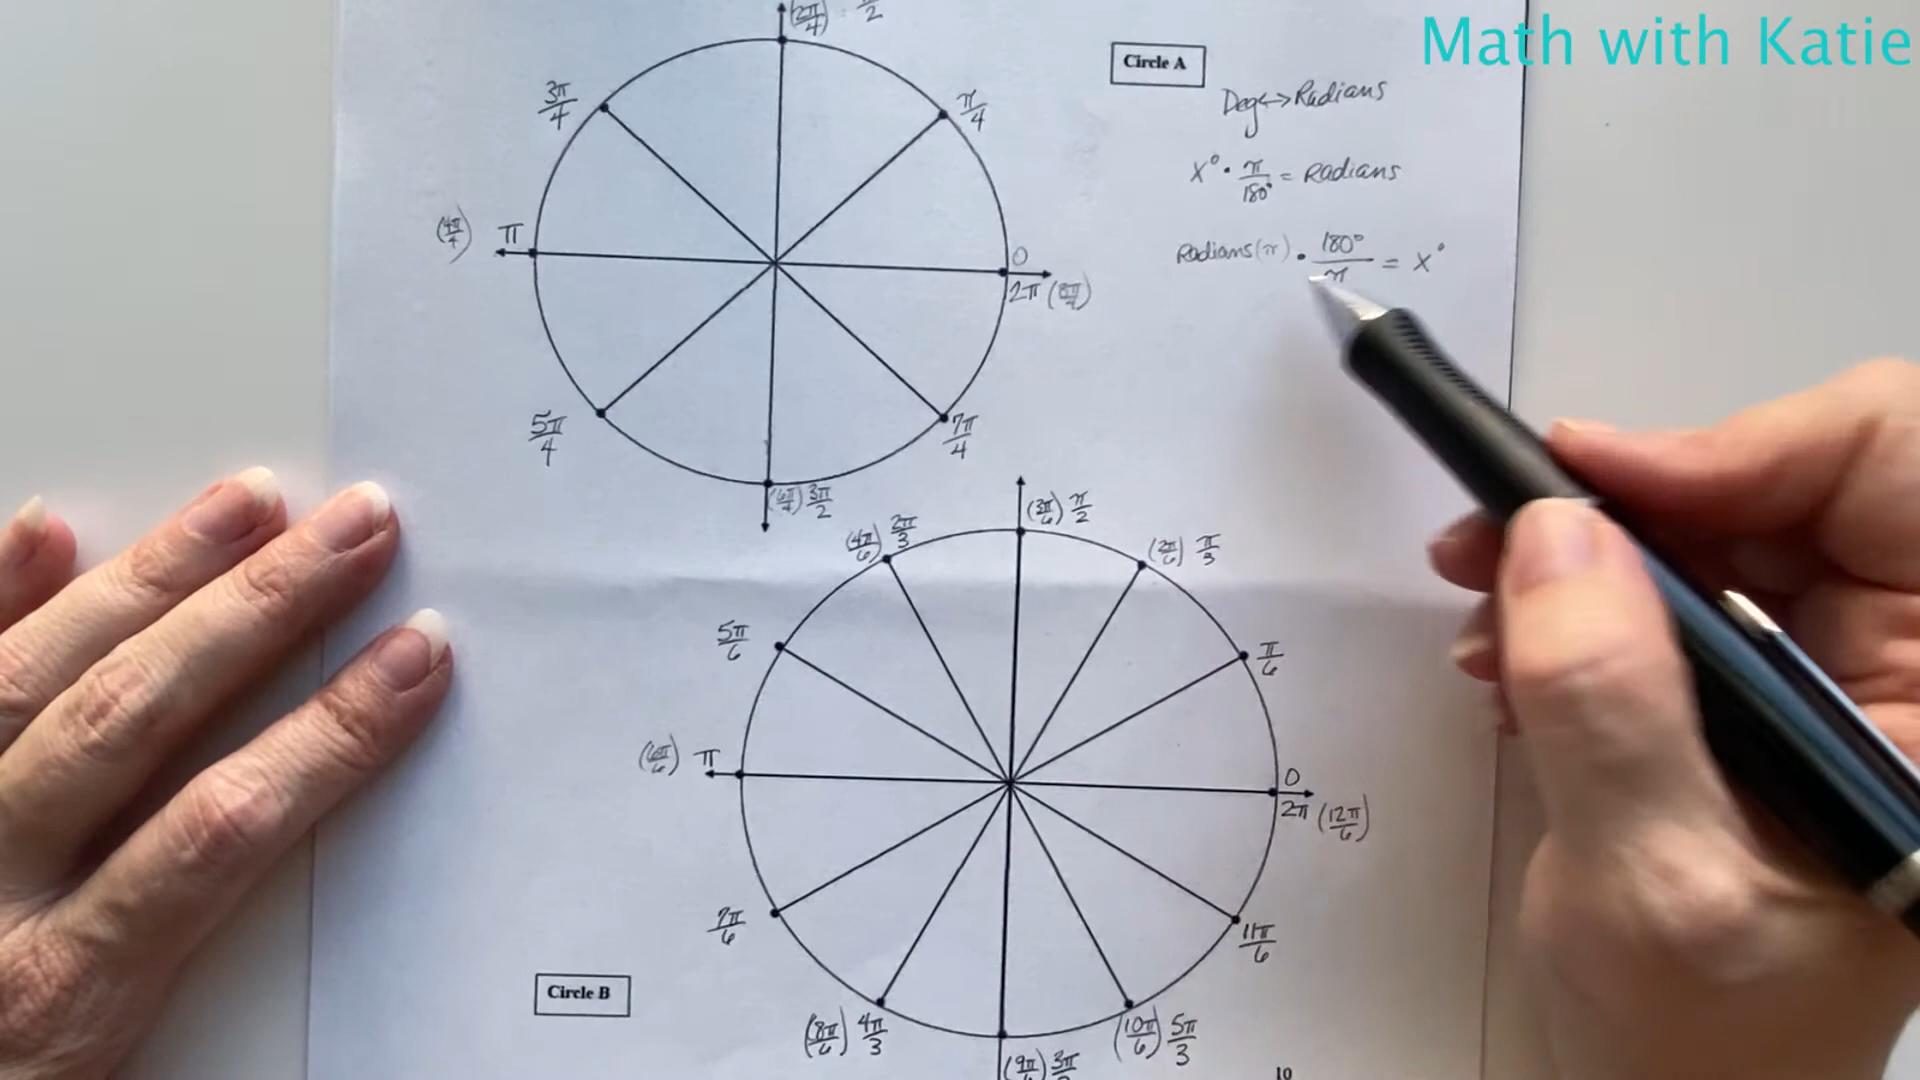 Math with Katie
(2π/4) π/2
Circle A
3π/4
π/4
Deg↔Radians
x° · π/180° = Radians
(4π/4) π
0
2π (8π/4)
Radians(π) · 180°/π = x°
5π/4
7π/4
(6π/4) 3π/2
(3π/6) π/2
(4π/6) 2π/3
(2π/6) π/3
5π/6
π/6
(6π/6) π
0
2π (12π/6)
7π/6
11π/6
Circle B
(8π/6) 4π/3
(10π/6) 5π/3
(9π/6) 3π/2
10